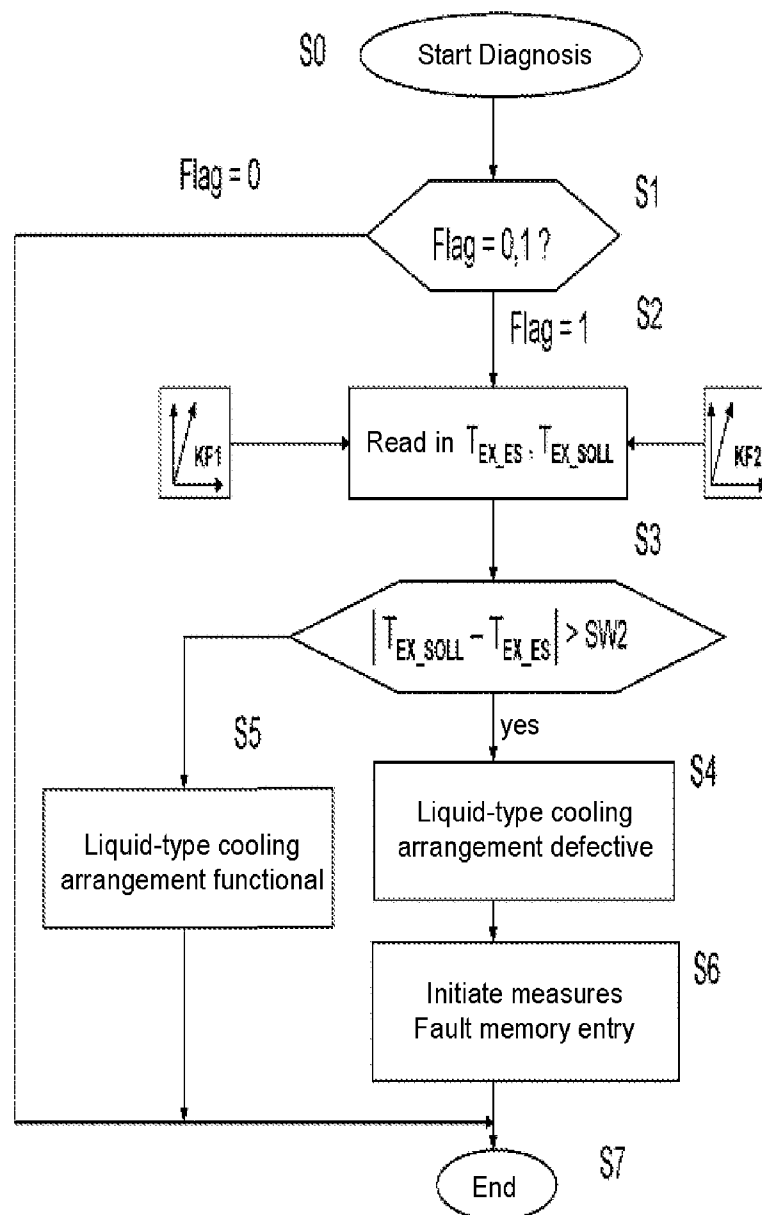 S0
Start Diagnosis
Flag = 0
S1
Flag = 0,1 ?
S2
Flag = 1
KF1
Read in T_EX_ES, T_EX_SOLL
KF2
S3
|T_EX_SOLL – T_EX_ES| > SW2
yes
S5
S4
Liquid-type cooling
arrangement functional
Liquid-type cooling
arrangement defective
S6
Initiate measures
Fault memory entry
S7
End